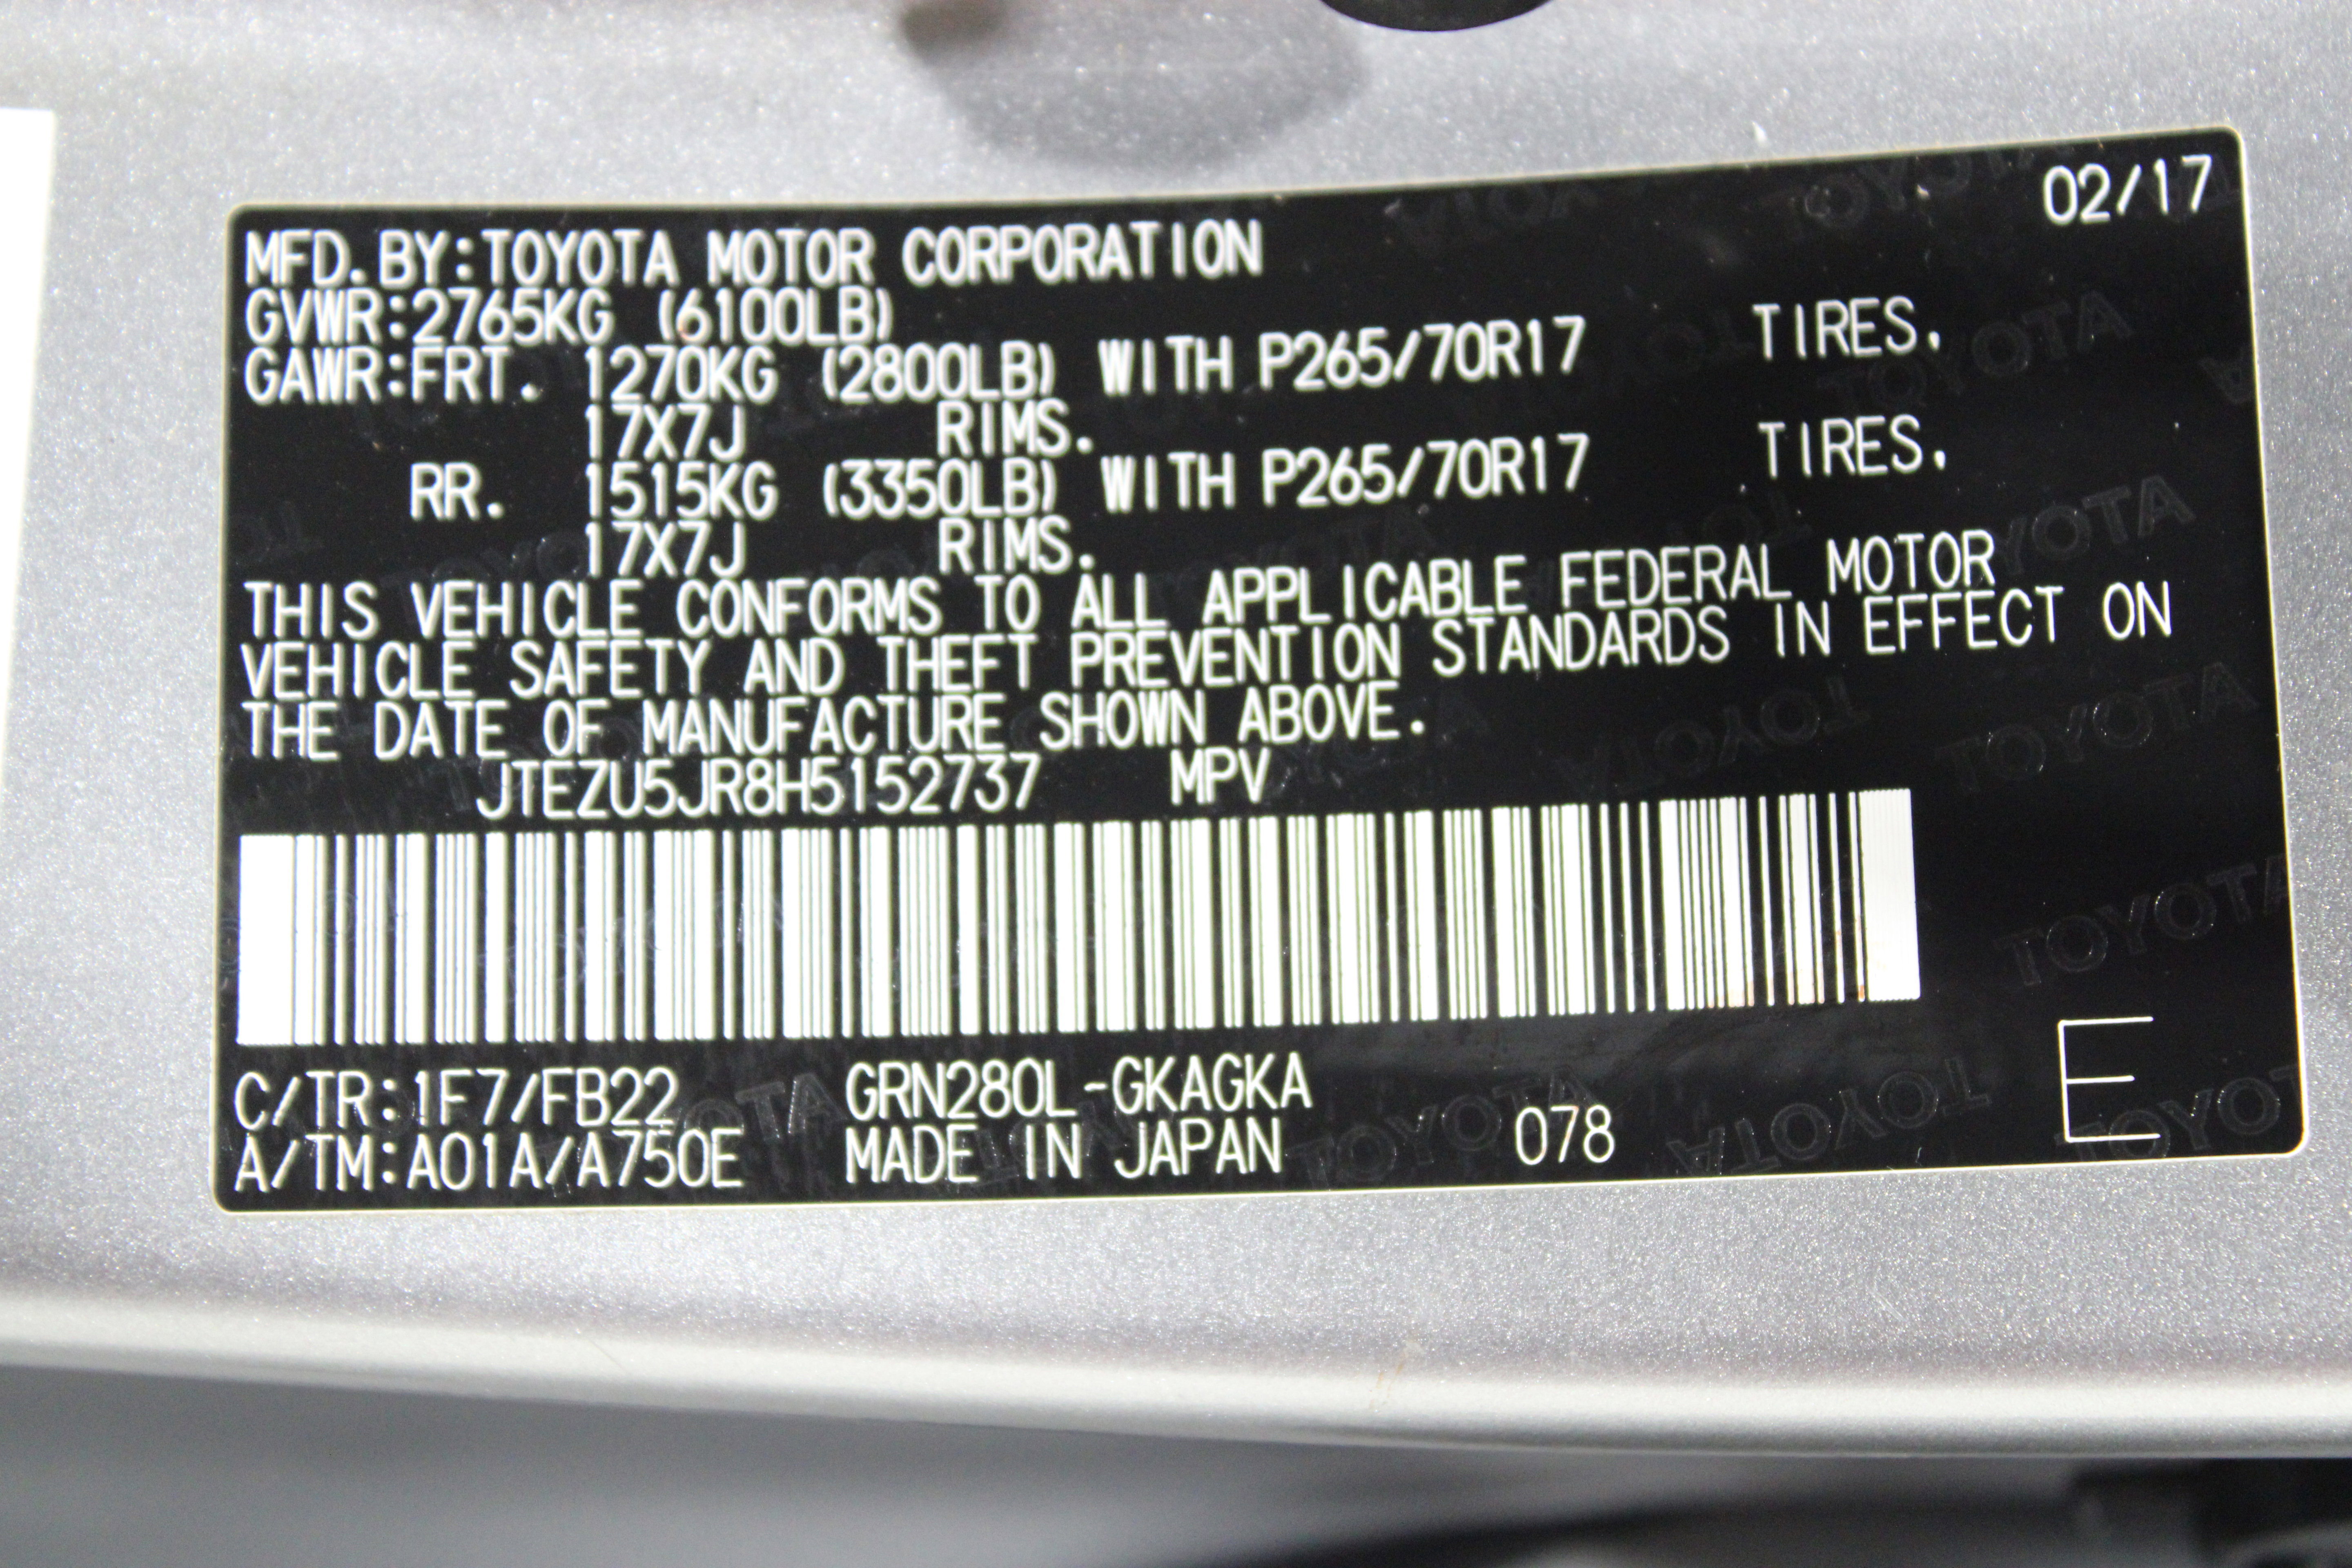 02/17
MFD.BY:TOYOTA MOTOR CORPORATION
GVWR:2765KG (6100LB)
GAWR:FRT. 1270KG (2800LB) WITH P265/70R17 TIRES.
17X7J RIMS.
RR. 1515KG (3350LB) WITH P265/70R17 TIRES.
17X7J RIMS.
THIS VEHICLE CONFORMS TO ALL APPLICABLE FEDERAL MOTOR
VEHICLE SAFETY AND THEFT PREVENTION STANDARDS IN EFFECT ON
THE DATE OF MANUFACTURE SHOWN ABOVE.
JTEZU5JR8H5152737 MPV
C/TR:1F7/FB22 GRN280L-GKAGKA
A/TM:A01A/A750E MADE IN JAPAN 078 E